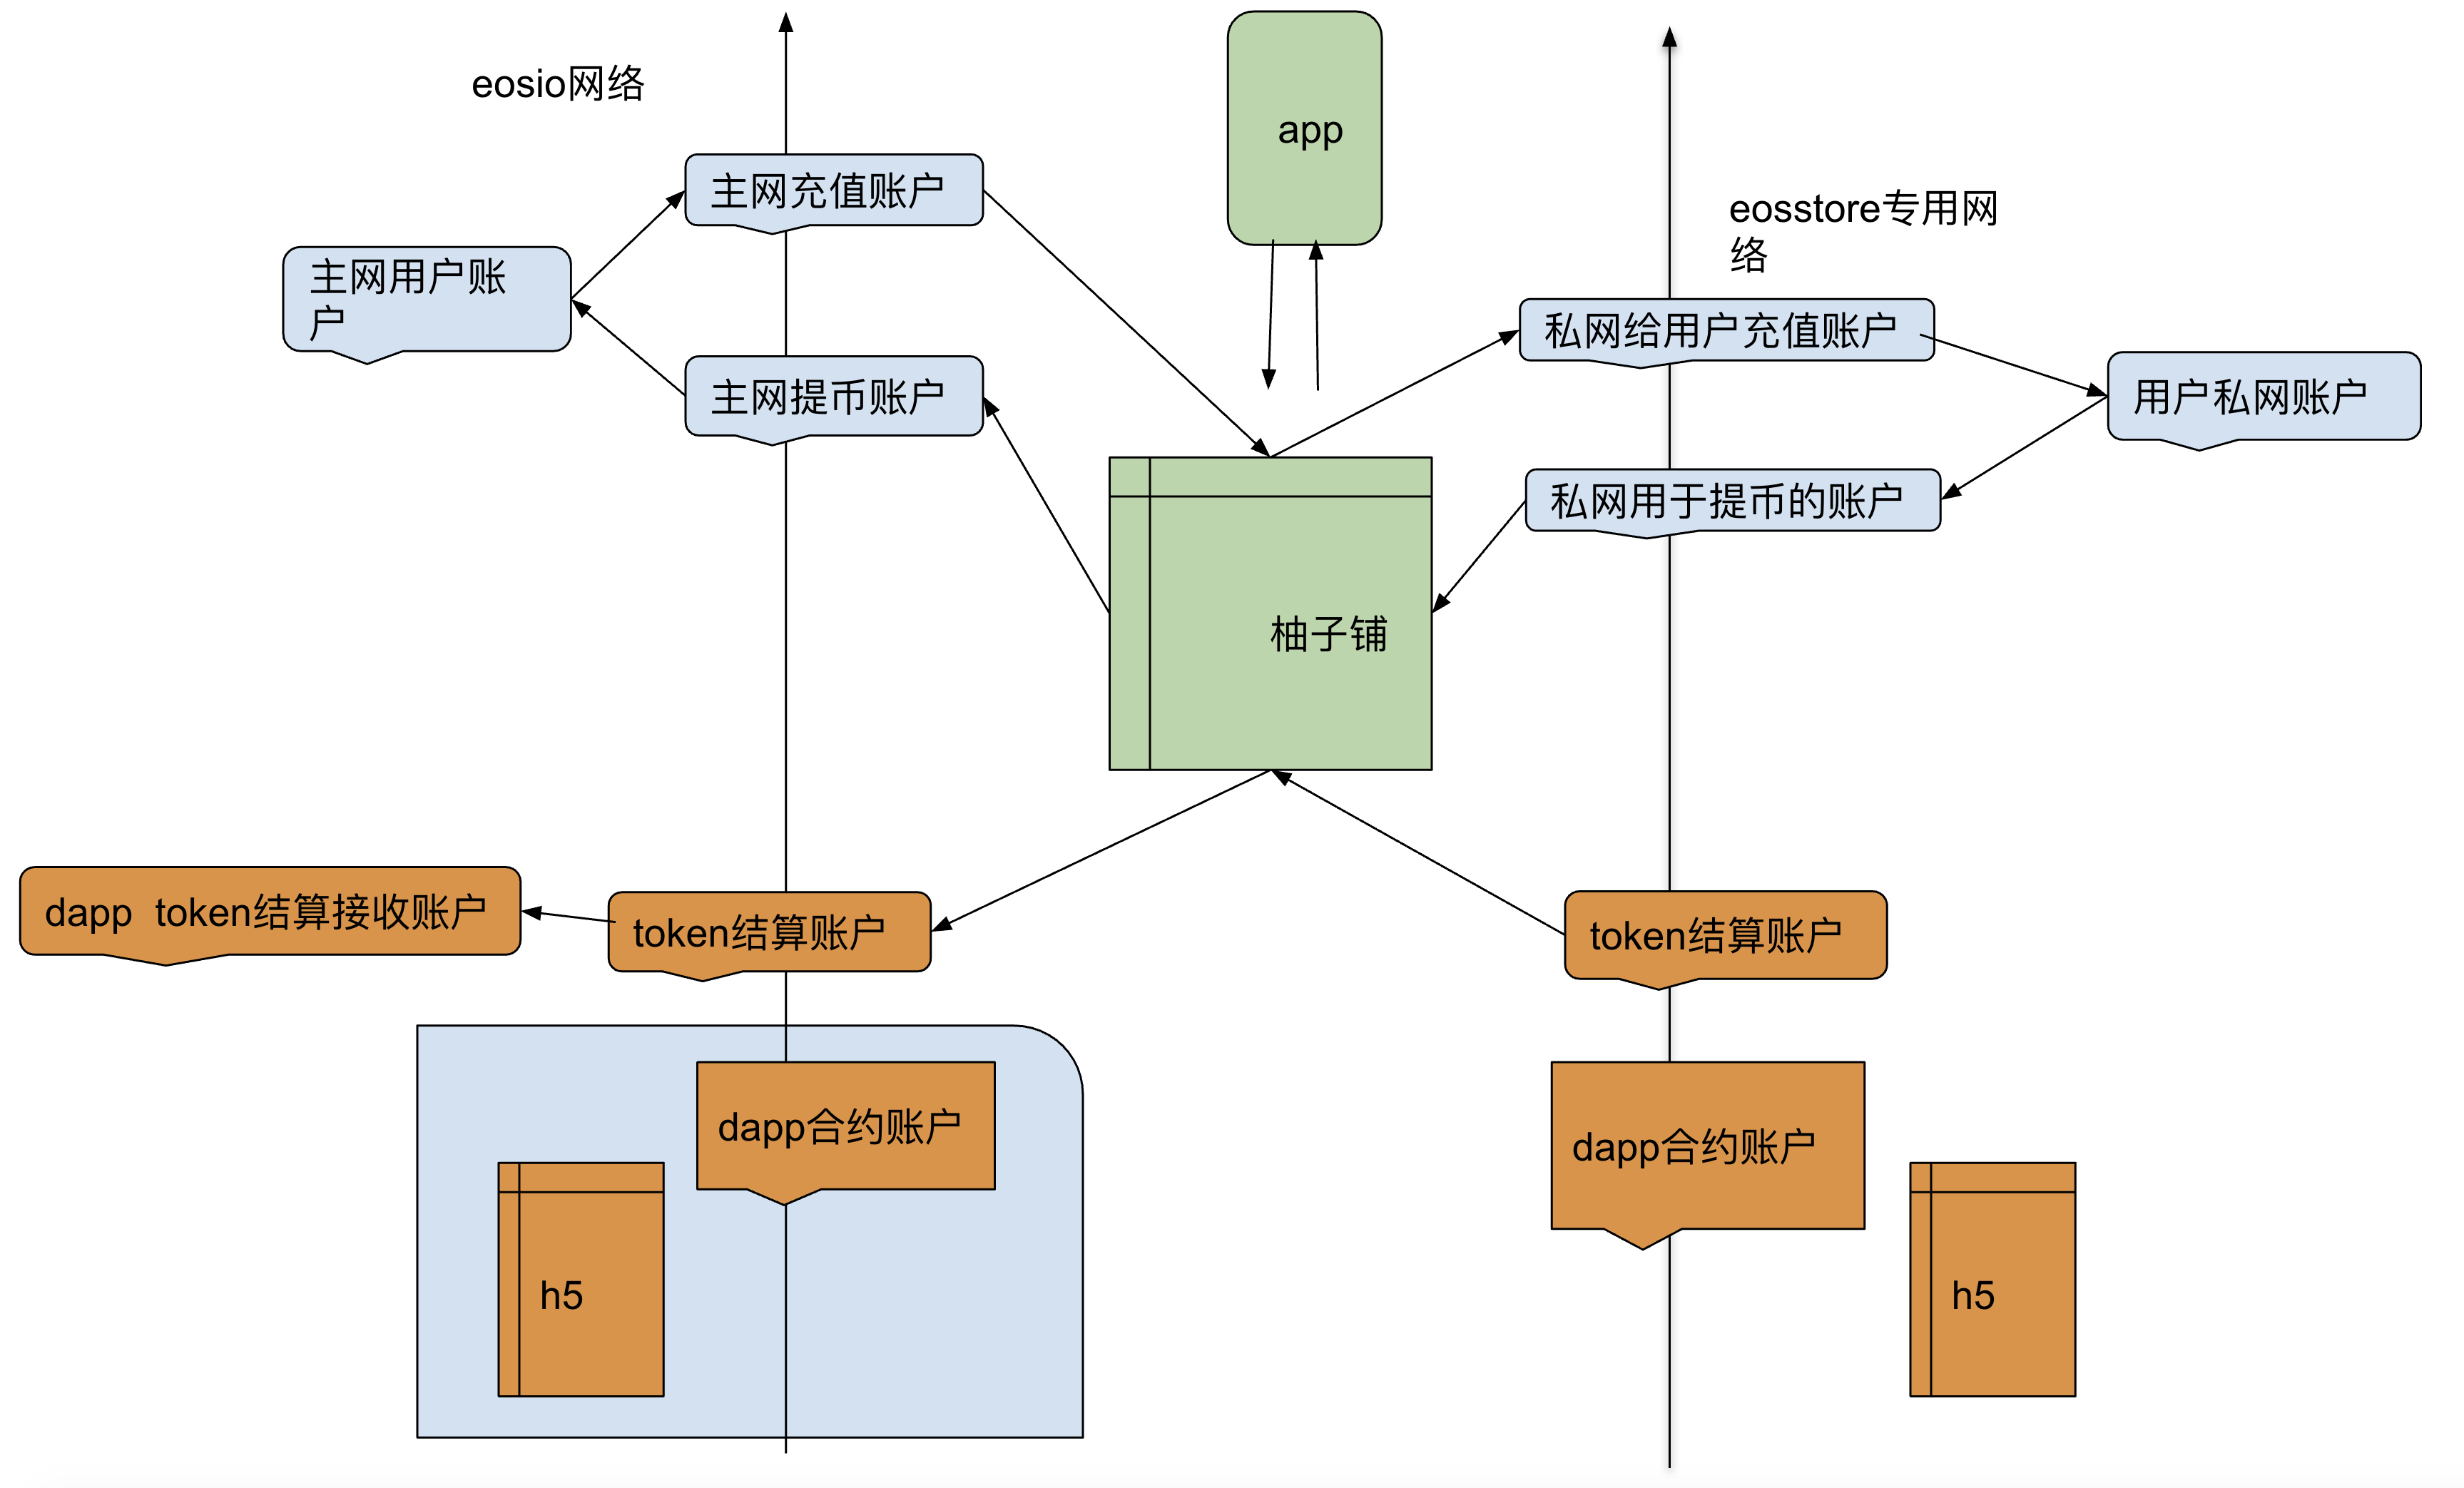 eosio网络
app
主网充值账户
eosstore专用网
络
主网用户账
户
私网给用户充值账户
主网提币账户
用户私网账户
私网用于提币的账户
柚子铺
dapp  token结算接收账户
token结算账户
token结算账户
dapp合约账户
dapp合约账户
h5
h5